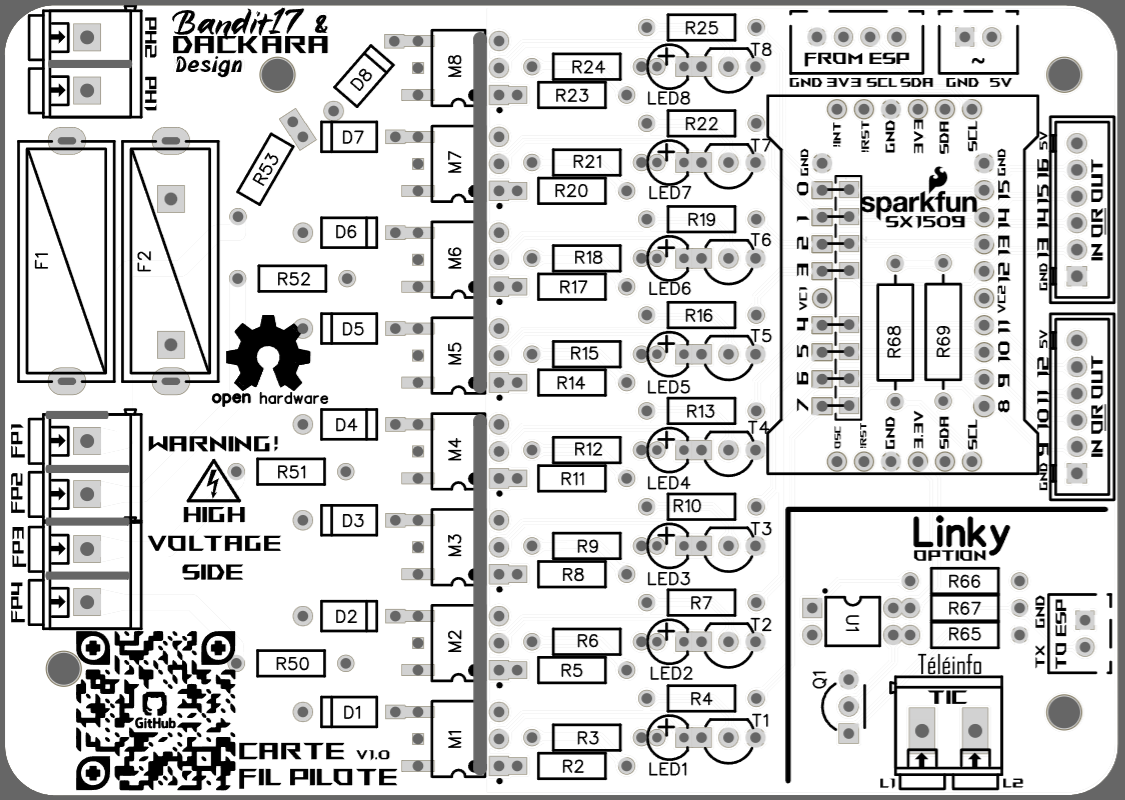 Bandit17 &
DACKARA
Design
PH2
PH1
F1
F2
FP1
FP2
FP3
FP4
WARNING!
HIGH
VOLTAGE
SIDE
open hardware
GitHub
CARTE V1.0
FIL PILOTE
D8
D7
R53
D6
R52
D5
D4
R51
D3
D2
R50
D1
M8
M7
M6
M5
M4
M3
M2
M1
R25
T8
R24
R23
LED8
R22
T7
R21
R20
LED7
R19
T6
R18
R17
LED6
R16
T5
R15
R14
LED5
R13
T4
R12
R11
LED4
R10
T3
R9
R8
LED3
R7
T2
R6
R5
LED2
R4
T1
R3
R2
LED1
FROM ESP
GND 3V3 SCL SDA
~
GND 5V
!INT !RST GND 3V3 SDA SCL
GND
0
1
2
3
VC1
4
5
6
7
sparkfun
SX1509
R68
R69
GND
15
14
13
12
VC2
11
10
9
8
OSC !RST GND 3.3V SDA SCL
5V
16
15
14
13
GND
IN OR OUT
5V
12
11
10
9
GND
IN OR OUT
Linky
OPTION
R66
R67
R65
U1
Q1
GND
TX
TO ESP
Téléinfo
TIC
L1
L2